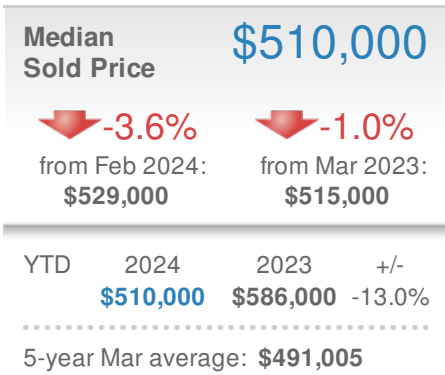 Median
Sold Price
$510,000
-3.6%
from Feb 2024:
$529,000
-1.0%
from Mar 2023:
$515,000
YTD 2024 2023 +/-
$510,000 $586,000 -13.0%
5-year Mar average: $491,005